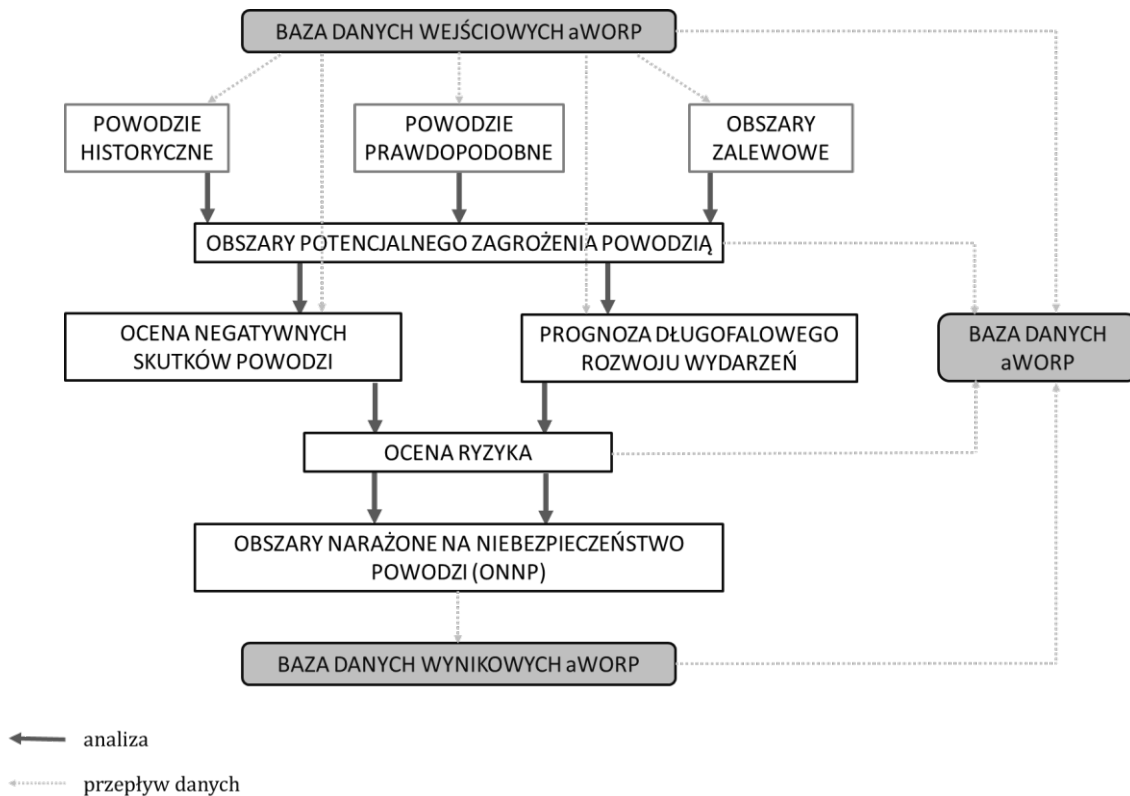 BAZA DANYCH WEJŚCIOWYCH aWORP
POWODZIE
HISTORYCZNE
POWODZIE
PRAWDOPODOBNE
OBSZARY
ZALEWOWE
OBSZARY POTENCJALNEGO ZAGROŻENIA POWODZIĄ
OCENA NEGATYWNYCH
SKUTKÓW POWODZI
PROGNOZA DŁUGOFALOWEGO
ROZWOJU WYDARZEŃ
BAZA DANYCH
aWORP
OCENA RYZYKA
OBSZARY NARAŻONE NA NIEBEZPIECZEŃSTWO
POWODZI (ONNP)
BAZA DANYCH WYNIKOWYCH aWORP
analiza
przepływ danych